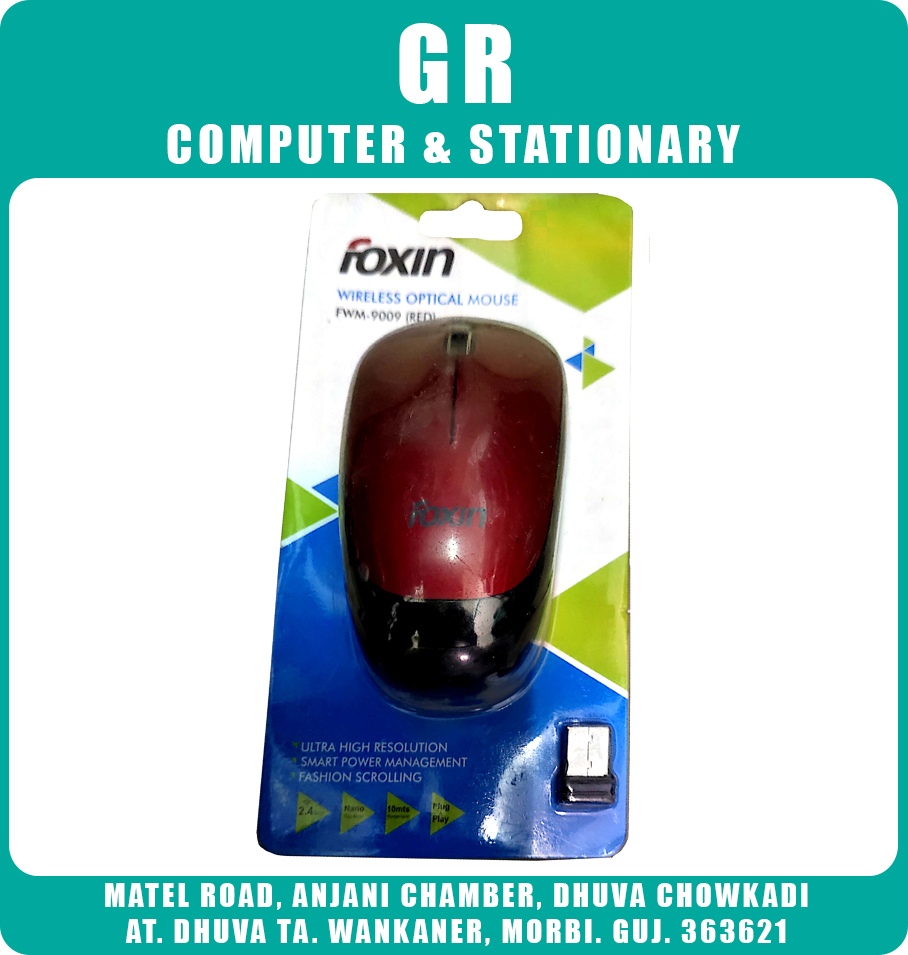 GR
COMPUTER & STATIONARY
Foxin
WIRELESS OPTICAL MOUSE
FWM-9009 (RED)
Foxin
ULTRA HIGH RESOLUTION
SMART POWER MANAGEMENT
FASHION SCROLLING
2.4 Nano 10mts Plug
Play
MATEL ROAD, ANJANI CHAMBER, DHUVA CHOWKADI
AT. DHUVA TA. WANKANER, MORBI. GUJ. 363621